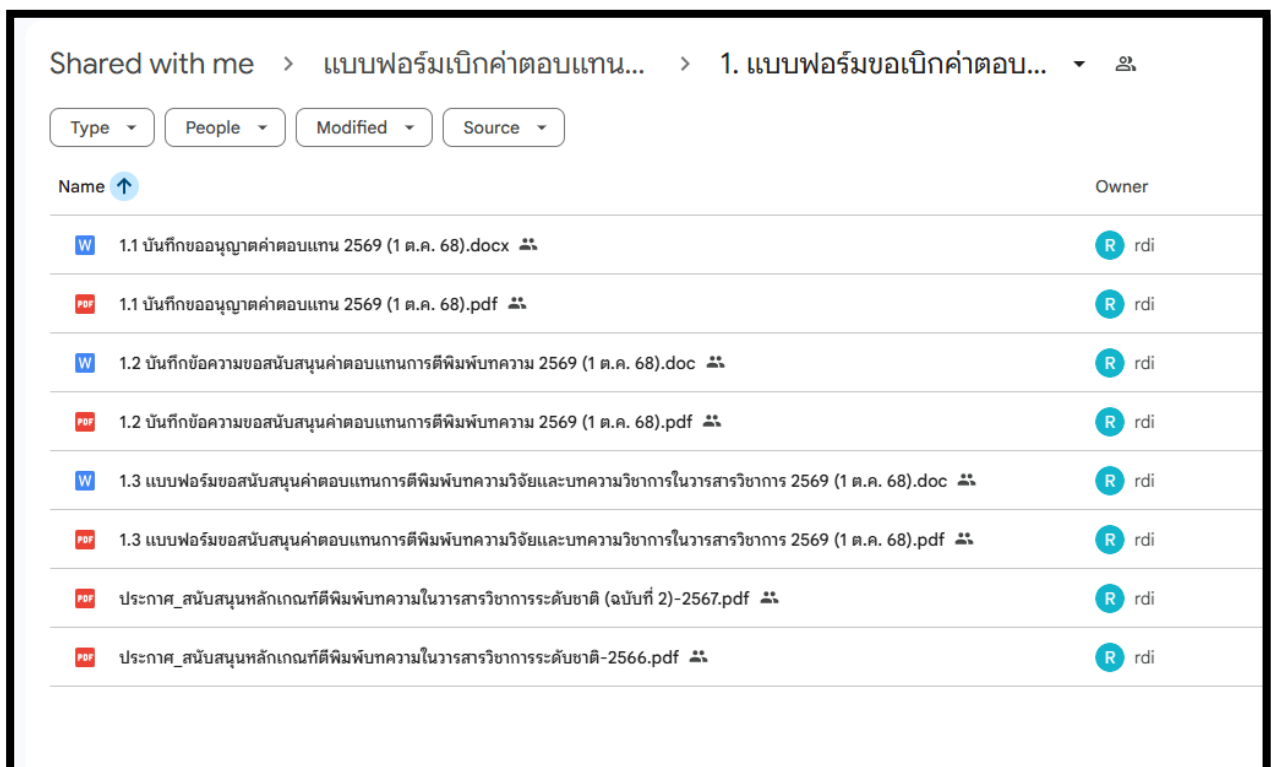 Shared with me > แบบฟอร์มเบิกค่าตอบแทน... > 1. แบบฟอร์มขอเบิกค่าตอบ...
Type People Modified Source
Name Owner
W 1.1 บันทึกขออนุญาตค่าตอบแทน 2569 (1 ต.ค. 68).docx R rdi
PDF 1.1 บันทึกขออนุญาตค่าตอบแทน 2569 (1 ต.ค. 68).pdf R rdi
W 1.2 บันทึกข้อความขอสนับสนุนค่าตอบแทนการตีพิมพ์บทความ 2569 (1 ต.ค. 68).doc R rdi
PDF 1.2 บันทึกข้อความขอสนับสนุนค่าตอบแทนการตีพิมพ์บทความ 2569 (1 ต.ค. 68).pdf R rdi
W 1.3 แบบฟอร์มขอสนับสนุนค่าตอบแทนการตีพิมพ์บทความวิจัยและบทความวิชาการในวารสารวิชาการ 2569 (1 ต.ค. 68).doc R rdi
PDF 1.3 แบบฟอร์มขอสนับสนุนค่าตอบแทนการตีพิมพ์บทความวิจัยและบทความวิชาการในวารสารวิชาการ 2569 (1 ต.ค. 68).pdf R rdi
PDF ประกาศ_สนับสนุนหลักเกณฑ์ตีพิมพ์บทความในวารสารวิชาการระดับชาติ (ฉบับที่ 2)-2567.pdf R rdi
PDF ประกาศ_สนับสนุนหลักเกณฑ์ตีพิมพ์บทความในวารสารวิชาการระดับชาติ-2566.pdf R rdi